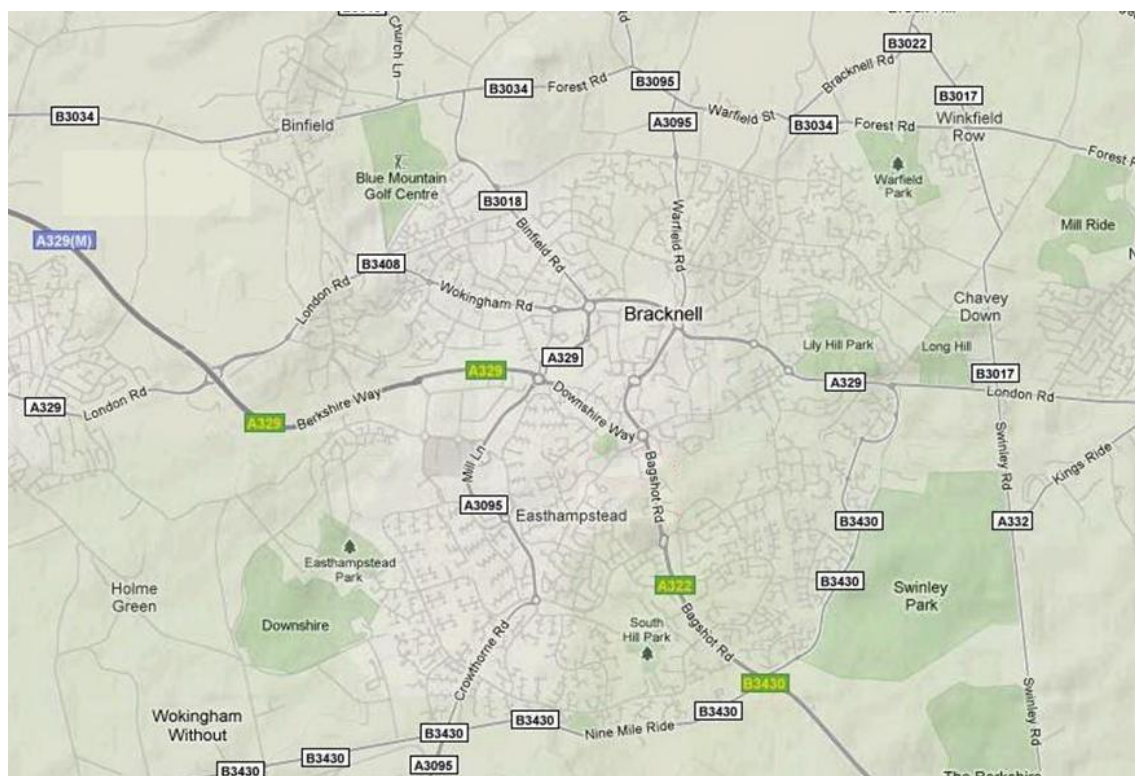 B3018
B3022
Church Ln
Rd
Bracknell Rd
B3034
Forest Rd
B3095
B3017
B3034
Binfield
A3095
Warfield St
B3034
Forest Rd
Winkfield
Row
Forest R
Blue Mountain
Golf Centre
Warfield
Park
B3018
Mill Ride
A329(M)
Binfield Rd
Warfield Rd
B3408
London Rd
Wokingham Rd
Bracknell
Chavey
Down
Lily Hill Park
Long Hill
A329
A329
B3017
A329
London Rd
A329
London Rd
Berkshire Way
A329
Downshire Way
Mill Ln
Bagshot Rd
Swinley Rd
Kings Ride
A3095
Easthampstead
B3430
A332
Easthampstead
Park
Holme
Green
A322
B3430
Swinley
Park
Downshire
South
Hill Park
Bagshot Rd
Crowthorne Rd
B3430
Wokingham
Without
B3430
B3430
B3430
Nine Mile Ride
Swinley Rd
B3430
B3430
A3095
The Berkshire